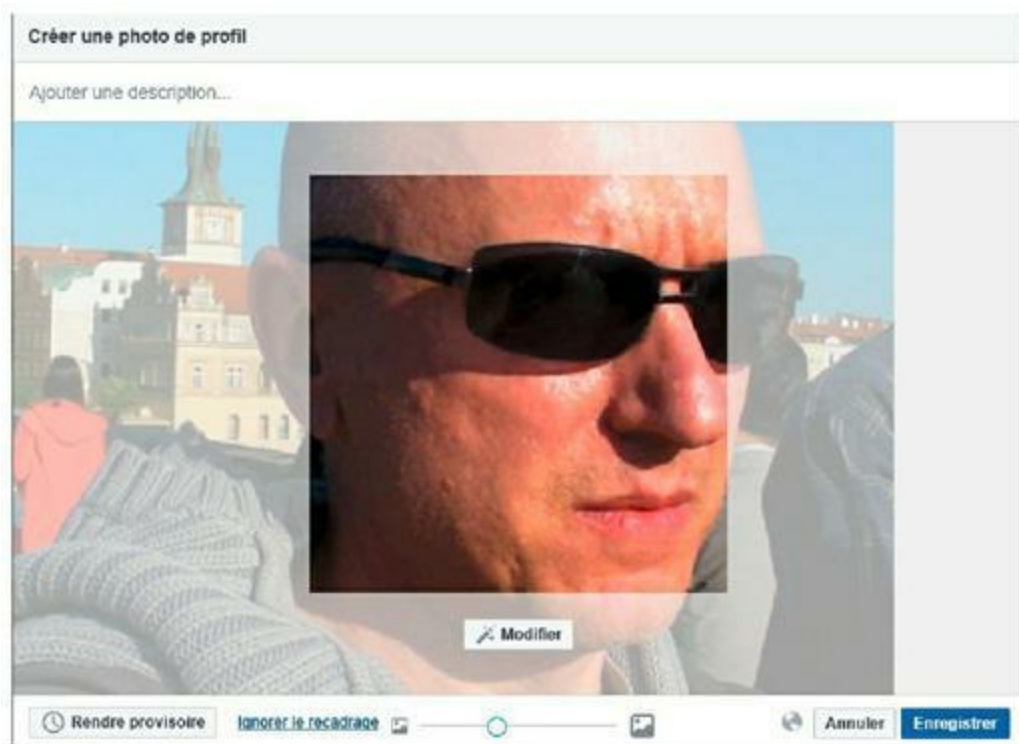 Créer une photo de profil
Ajouter une description...
Modifier
Rendre provisoire Ignorer le recadrage Annuler Enregistrer